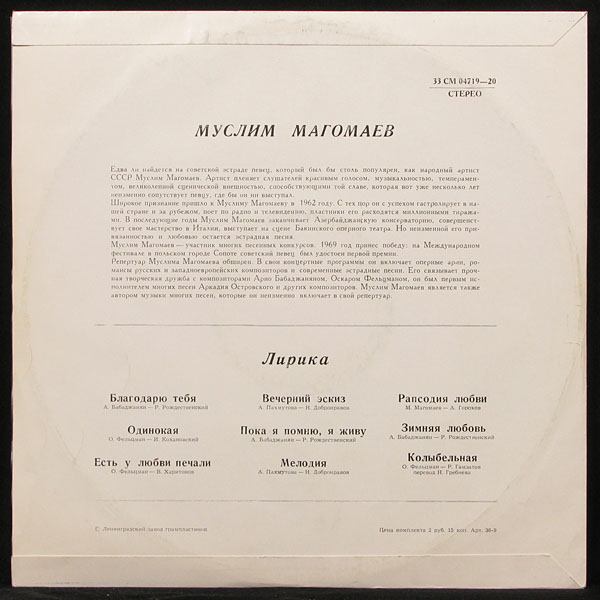 33 СМ 04719—20
СТЕРЕО
МУСЛИМ МАГОМАЕВ
Едва ли найдется на советской эстраде певец, который был бы столь популярен, как народный артист
СССР Муслим Магомаев. Артист пленяет слушателей красивым голосом, музыкальностью, темперамен-
том, великолепной сценической внешностью, способствующими той славе, которая вот уже несколько лет
неизменно сопутствует певцу, где бы он ни выступал.
Широкое признание пришло к Муслиму Магомаеву в 1962 году. С тех пор он с успехом гастролирует в на-
шей стране и за рубежом, поет по радио и телевидению, пластинки его расходятся миллионными тиража-
ми. В последующие годы Муслим Магомаев заканчивает Азербайджанскую консерваторию, совершенст-
вует свое мастерство в Италии, выступает на сцене Бакинского оперного театра. Но неизменной его при-
вязанностью и любовью остается эстрадная песня.
Муслим Магомаев — участник многих песенных конкурсов. 1969 год принес победу: на Международном
фестивале в польском городе Сопоте советский певец был удостоен первой премии.
Репертуар Муслима Магомаева обширен. В свои концертные программы он включает оперные арии, ро-
мансы русских и западноевропейских композиторов и современные эстрадные песни. Его связывает проч-
ная творческая дружба с композиторами Арно Бабаджаняном, Оскаром Фельцманом, он был первым ис-
полнителем многих песен Аркадия Островского и других композиторов. Муслим Магомаев является также
автором музыки многих песен, которые он неизменно включает в свой репертуар.
Лирика
Благодарю тебя
А. Бабаджанян — Р. Рождественский
Одинокая
О. Фельцман — И. Кохановский
Есть у любви печали
О. Фельцман — В. Харитонов
Вечерний эскиз
А. Пахмутова — Н. Добронравов
Пока я помню, я живу
А. Бабаджанян — Р. Рождественский
Мелодия
А. Пахмутова — Н. Добронравов
Рапсодия любви
М. Магомаев — А. Горохов
Зимняя любовь
А. Бабаджанян — Р. Рождественский
Колыбельная
О. Фельцман — Р. Гамзатов
перевод Н. Гребнева
© Ленинградский завод грампластинок
Цена комплекта 2 руб. 15 коп. Арт. 36-9